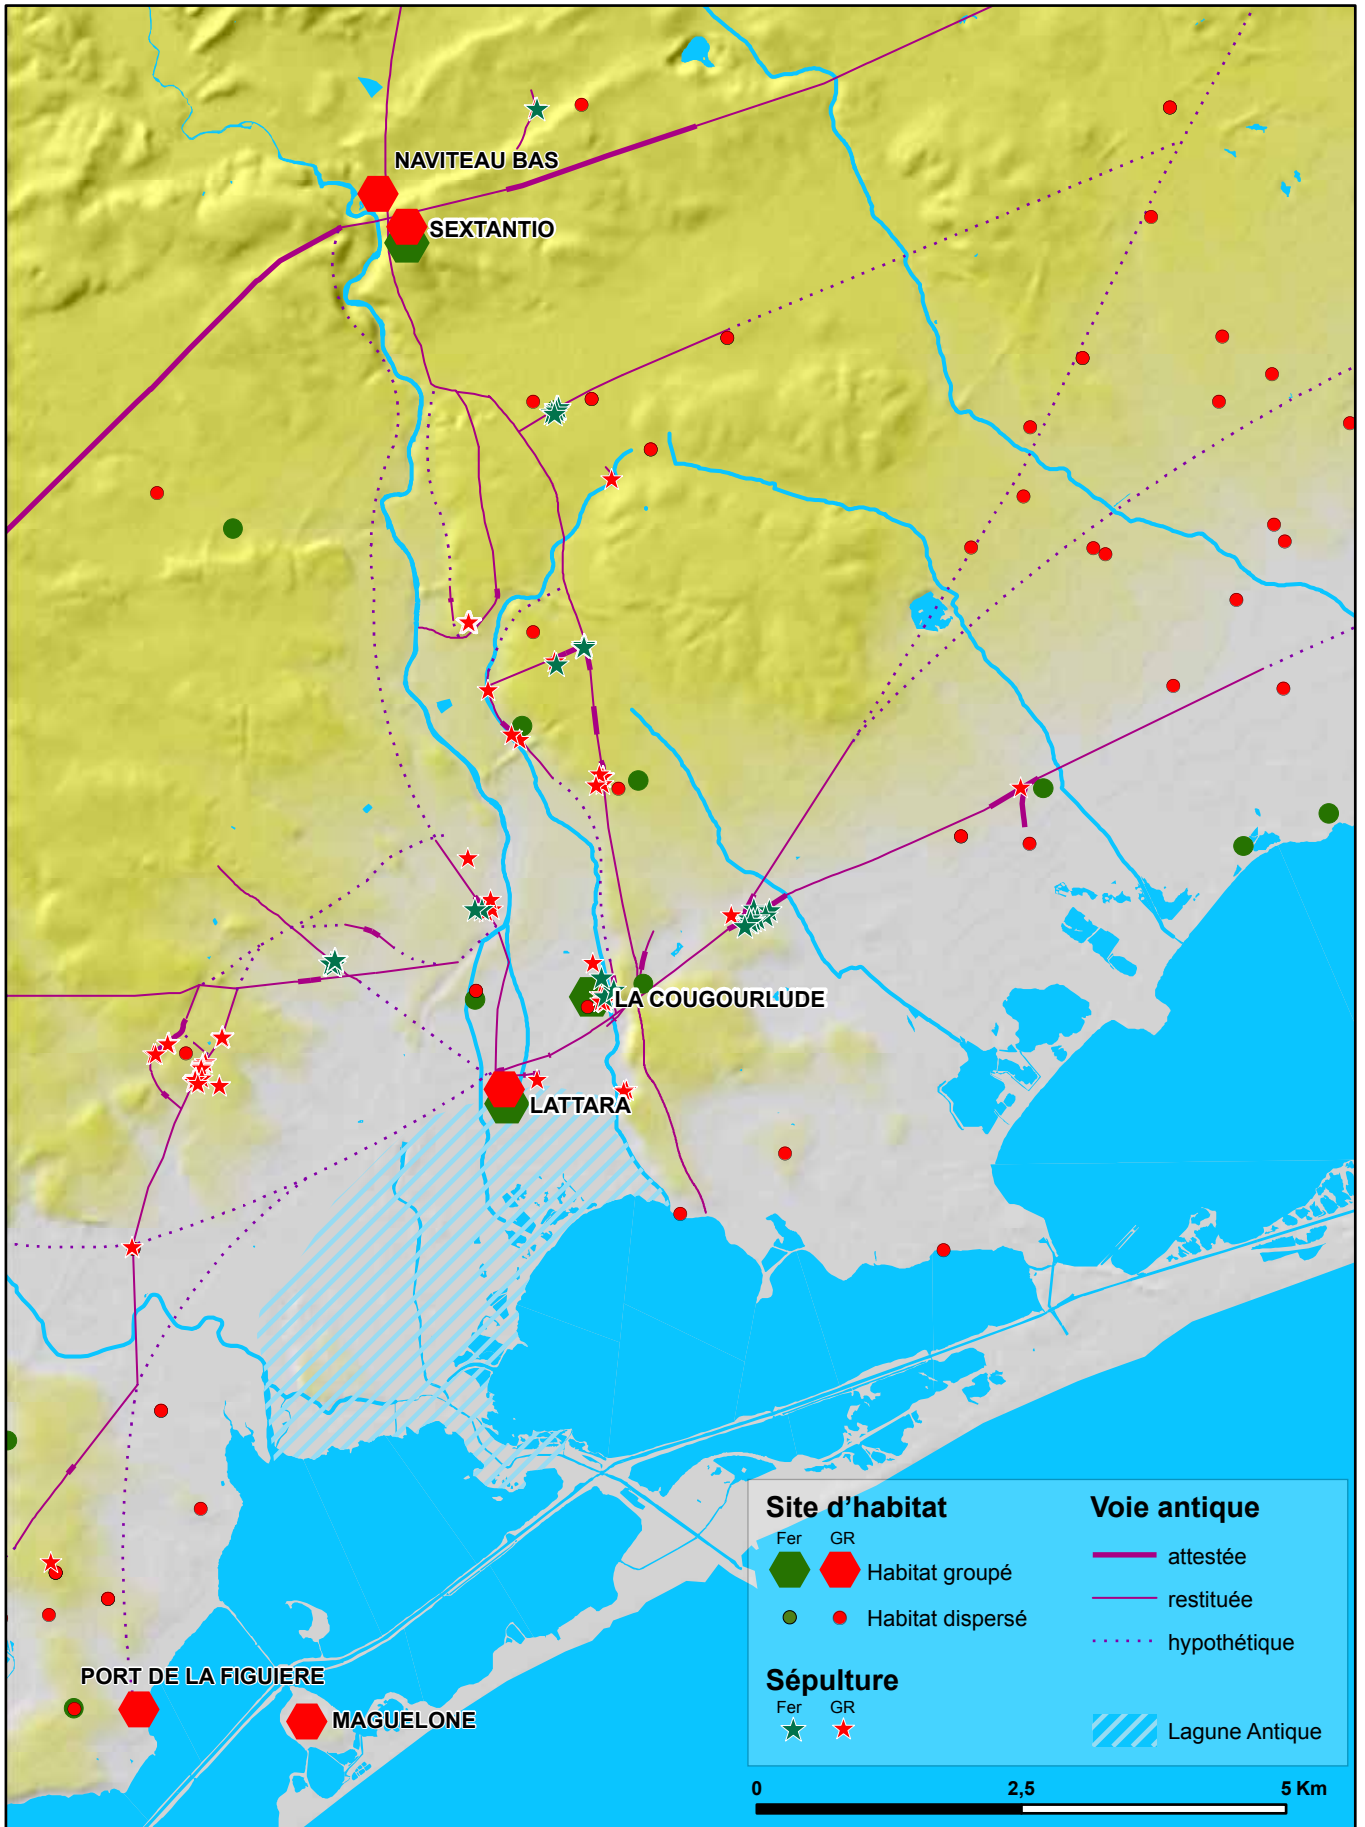 NAVITEAU BAS
SEXTANTIO
LA COUGOURLUDE
LATTARA
PORT DE LA FIGUIERE
MAGUELONE
Site d’habitat
Fer GR
Habitat groupé
Habitat dispersé
Sépulture
Fer GR
Voie antique
attestée
restituée
hypothétique
Lagune Antique
0 2,5 5 Km